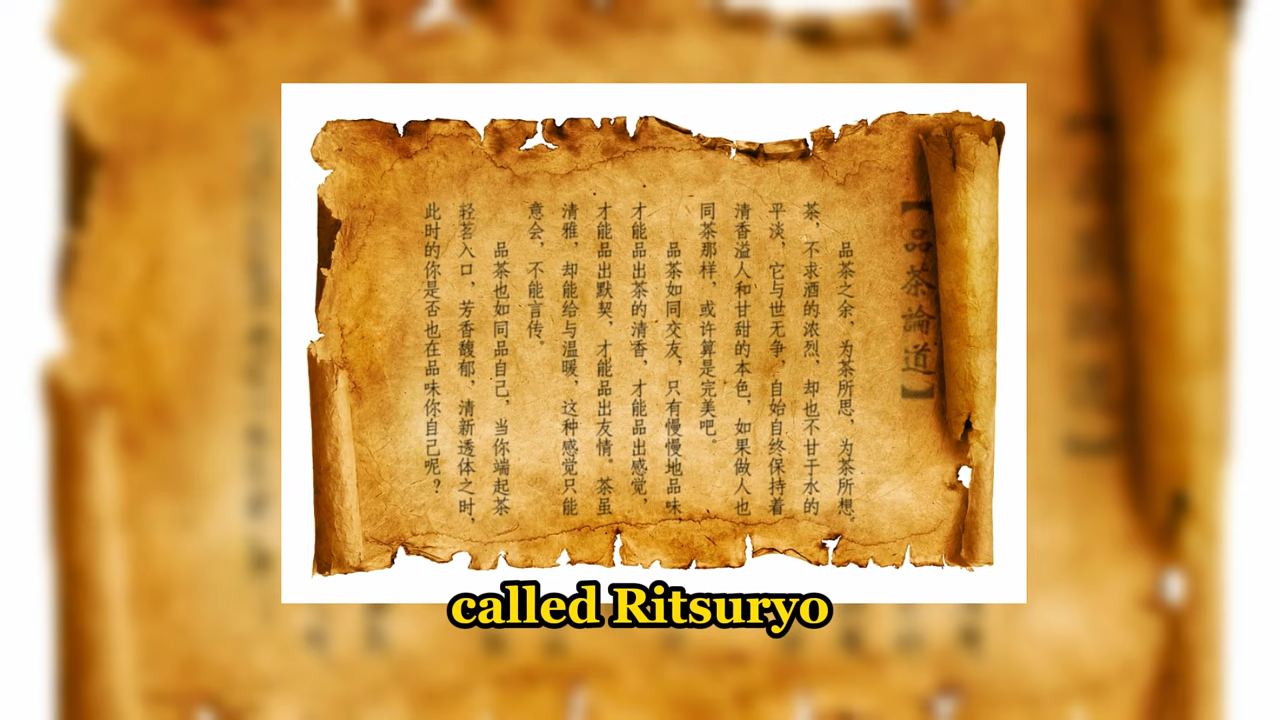 【品茶論道】
品茶之余，为茶所思，为茶所想。
茶，不求酒的浓烈，却也不甘于水的
平淡，它与世无争，自始自终保持着
清香溢人和甘甜的本色，如果做人也
同茶那样，或许算是完美吧。
品茶如同交友，只有慢慢地品味
才能品出茶的清香，才能品出感觉，
才能品出默契，才能品出友情。茶虽
清雅，却能给与温暖，这种感觉只能
意会，不能言传。
品茶也如同品自己，当你端起茶
轻茗入口，芳香馥郁，清新透体之时，
此时的你是否也在品味你自己呢？
called Ritsuryo